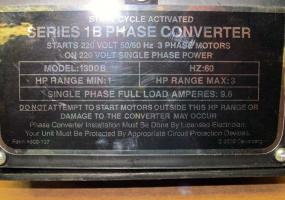 CYCLE ACTIVATED
SERIES 1B PHASE CONVERTER
STARTS 220 VOLT 50/60 Hz 3 PHASE MOTORS
ON 220 VOLT SINGLE PHASE POWER
MODEL:1300B HZ:60
HP RANGE MIN:1 HP RANGE MAX:3
SINGLE PHASE FULL LOAD AMPERES: 9.6
DO NOT ATTEMPT TO START MOTORS OUTSIDE THIS HP RANGE OR
DAMAGE TO THE CONVERTER MAY OCCUR
Phase Converter Installation Must Be Done By Licensed Electrician.
Your Unit Must Be Protected By Appropriate Circuit Protection Devices.